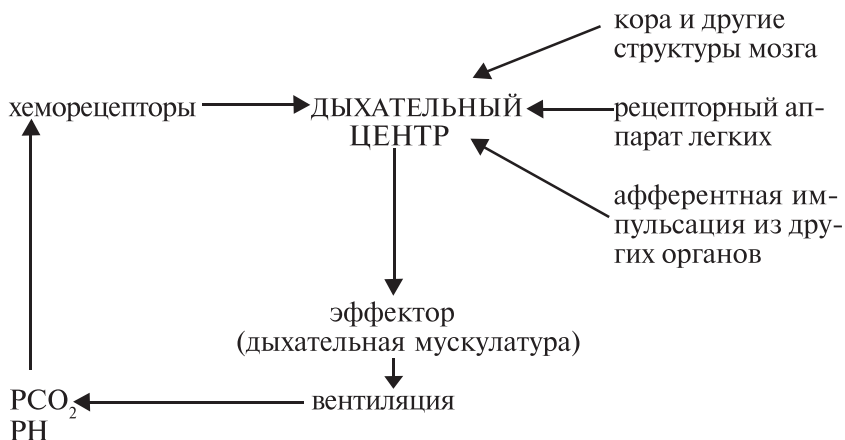 кора и другие
структуры мозга
хеморецепторы
ДЫХАТЕЛЬНЫЙ
ЦЕНТР
рецепторный ап-
парат легких
афферентная им-
пульсация из дру-
гих органов
эффектор
(дыхательная мускулатура)
вентиляция
PCO₂
PH